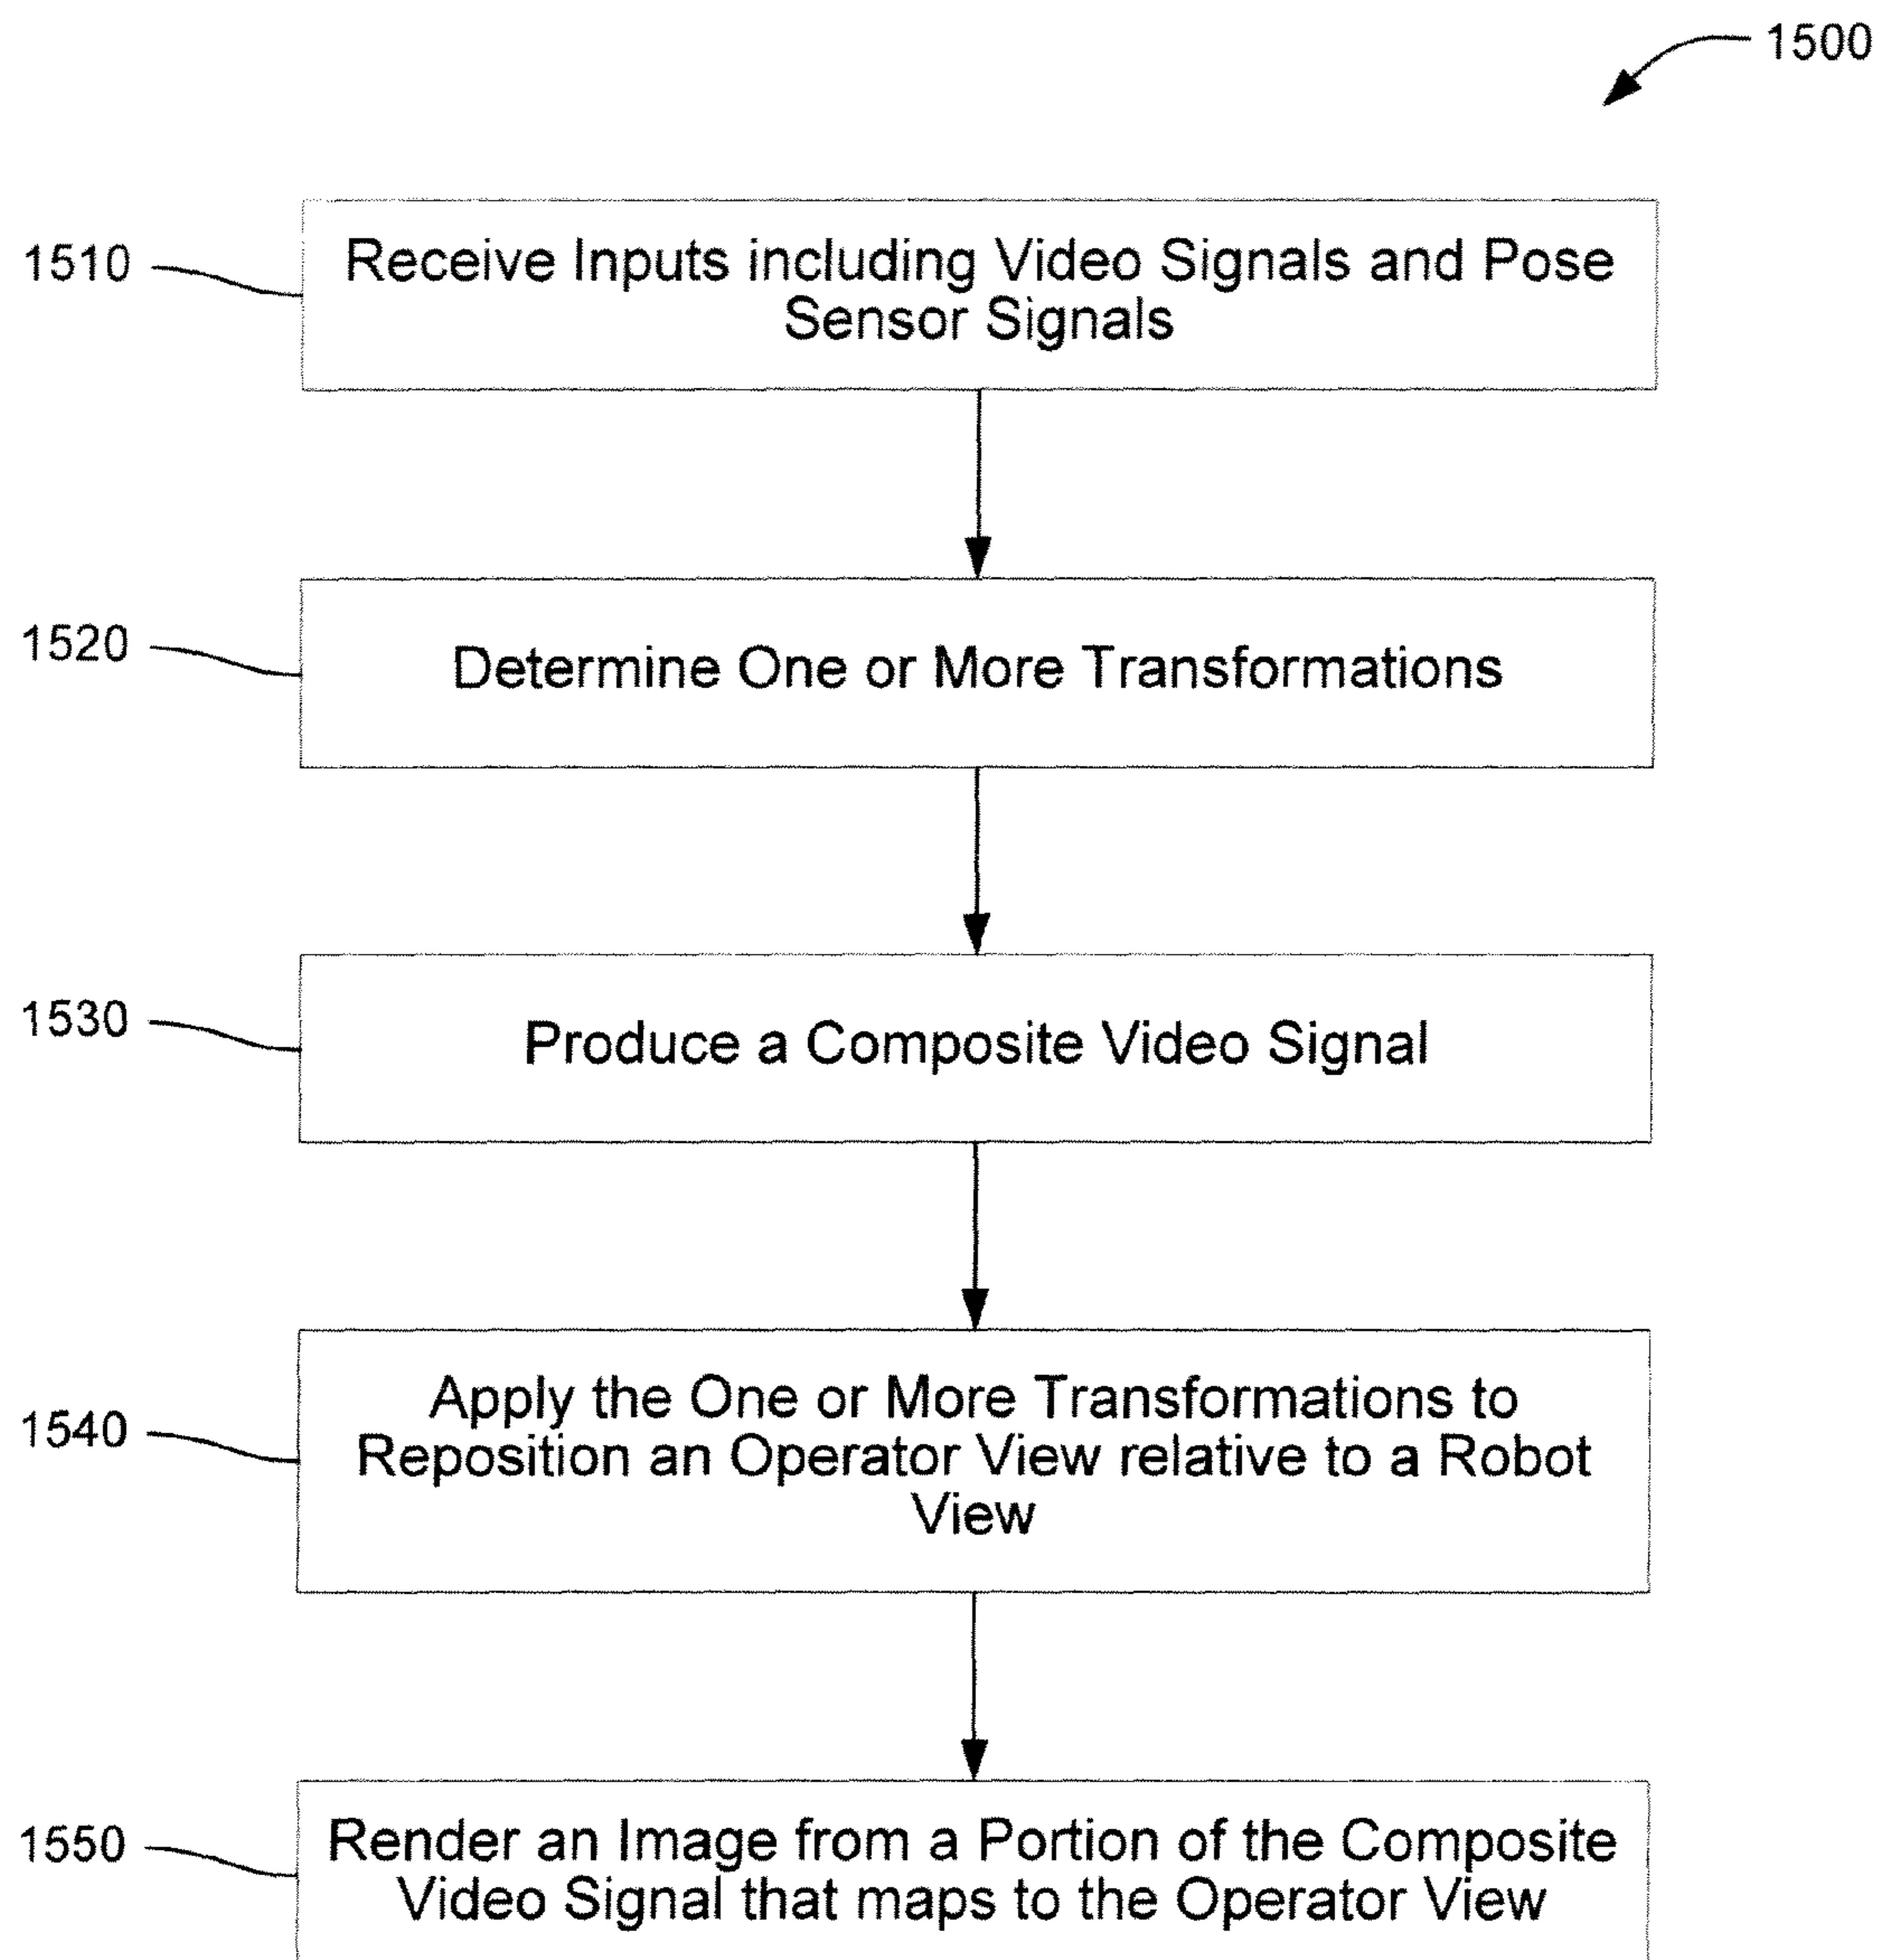 1500
1510
Receive Inputs including Video Signals and Pose
Sensor Signals
1520
Determine One or More Transformations
1530
Produce a Composite Video Signal
1540
Apply the One or More Transformations to
Reposition an Operator View relative to a Robot
View
1550
Render an Image from a Portion of the Composite
Video Signal that maps to the Operator View